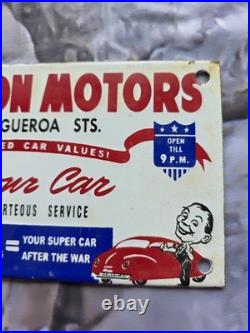 ON MOTORS
GUEROA STS.
ED CAR VALUES!
OPEN
TILL
9 P.M.
our Car
RTEOUS SERVICE
= YOUR SUPER CAR
AFTER THE WAR